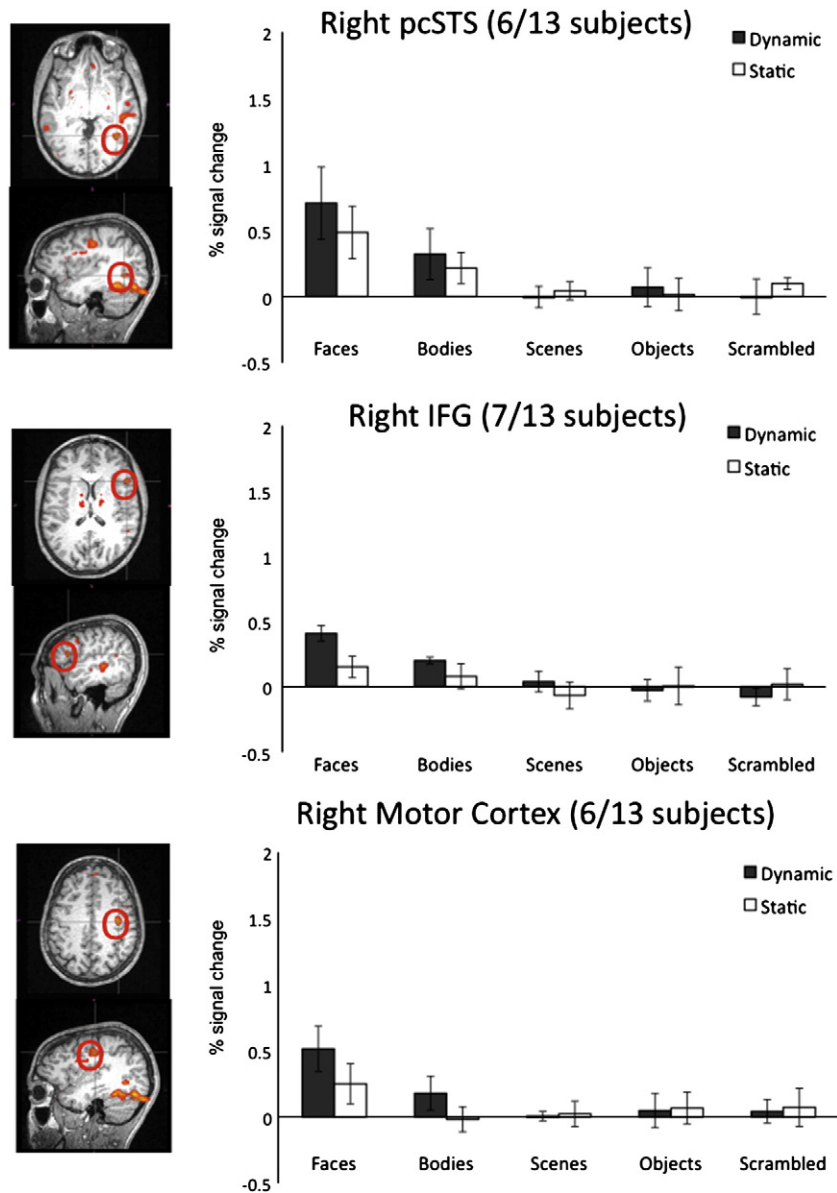 Right pcSTS (6/13 subjects)
Dynamic
Static
% signal change
2
1.5
1
0.5
0
-0.5
Faces Bodies Scenes Objects Scrambled
Right IFG (7/13 subjects)
Dynamic
Static
% signal change
2
1.5
1
0.5
0
-0.5
Faces Bodies Scenes Objects Scrambled
Right Motor Cortex (6/13 subjects)
Dynamic
Static
% signal change
2
1.5
1
0.5
0
-0.5
Faces Bodies Scenes Objects Scrambled